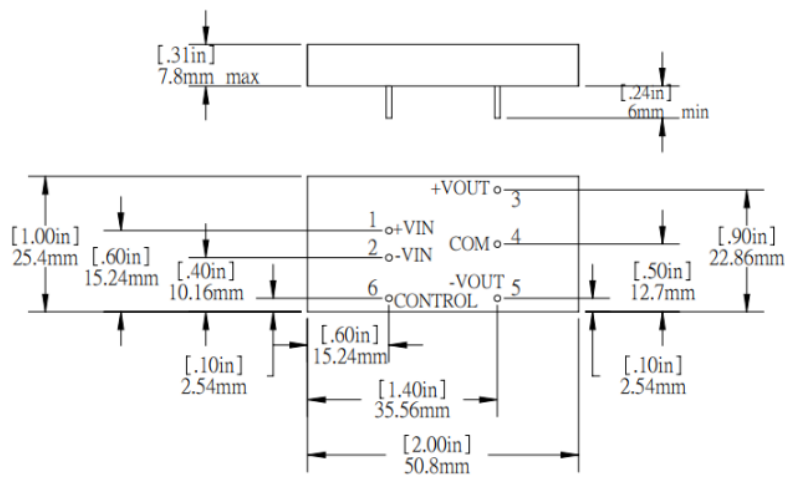 [.31in]
7.8mm max
[.24in]
6mm min
+VOUT 3
1 +VIN
2 -VIN
COM 4
-VOUT 5
6 CONTROL
[1.00in]
25.4mm
[.60in]
15.24mm
[.40in]
10.16mm
[.90in]
22.86mm
[.50in]
12.7mm
[.10in]
2.54mm
[.60in]
15.24mm
[.10in]
2.54mm
[1.40in]
35.56mm
[2.00in]
50.8mm